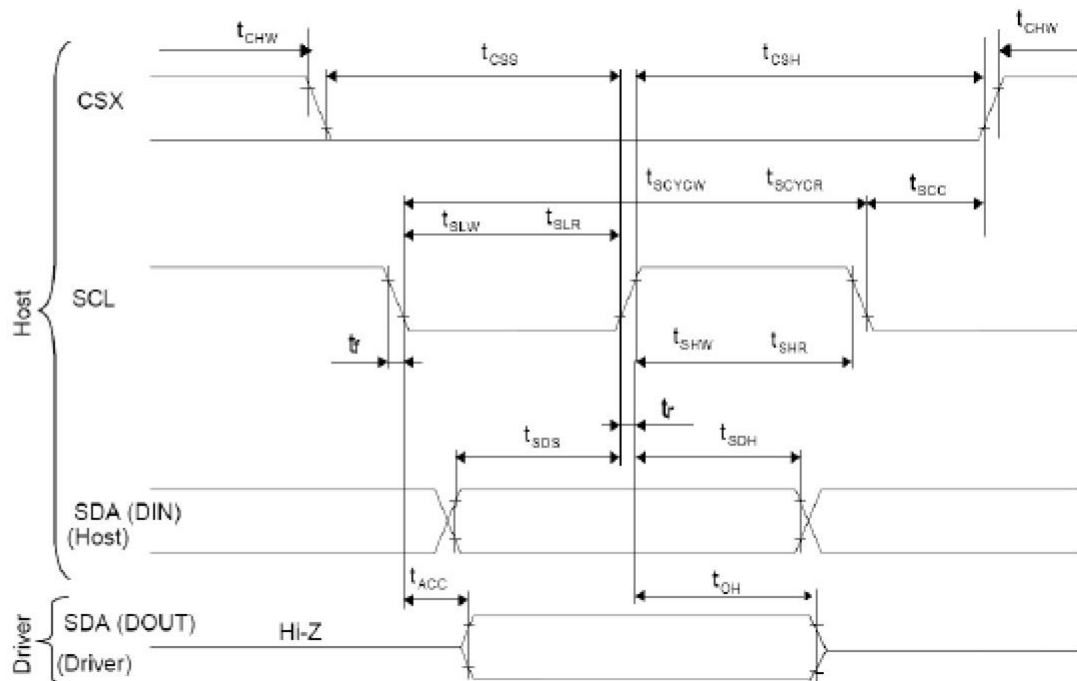 tCHW
tCHW
tCSS
tCSH
CSX
tSCYCW
tSCYCR
tSCC
tSLW
tSLR
SCL
Host
tSHW
tSHR
tr
tr
tSDS
tSDH
SDA (DIN)
(Host)
tACC
tOH
SDA (DOUT)
Hi-Z
(Driver)
Driver